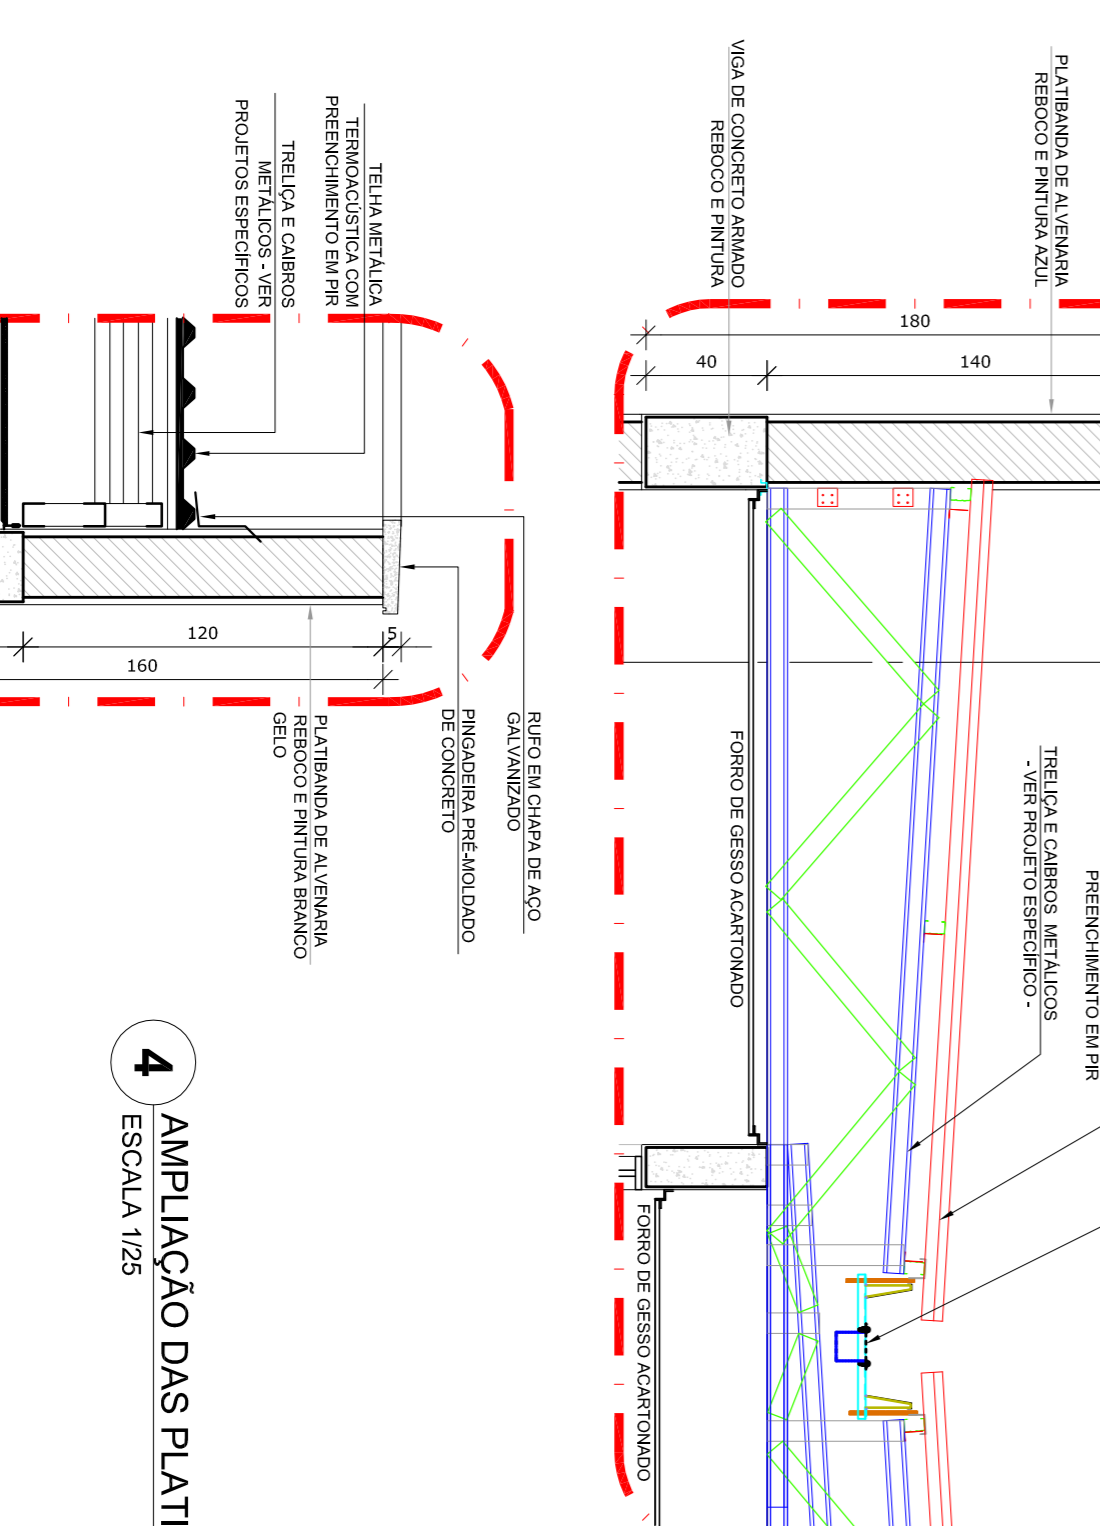 PLATIBANDA DE ALVENARIA
REBOCO E PINTURA AZUL
VIGA DE CONCRETO ARMADO
REBOCO E PINTURA
180
40
140
PREENCHIMENTO EM PIR
TRELIÇA E CAIBROS METÁLICOS
- VER PROJETO ESPECÍFICO -
FORRO DE GESSO ACARTONADO
FORRO DE GESSO ACARTONADO
TELHA METÁLICA
TERMOACÚSTICA COM
PREENCHIMENTO EM PIR
TRELIÇA E CAIBROS
METÁLICOS - VER
PROJETOS ESPECÍFICOS
120
5
160
RUFO EM CHAPA DE AÇO
GALVANIZADO
PINGADEIRA PRÉ-MOLDADO
DE CONCRETO
PLATIBANDA DE ALVENARIA
REBOCO E PINTURA BRANCO
GELO
4
AMPLIAÇÃO DAS PLATI
ESCALA 1/25